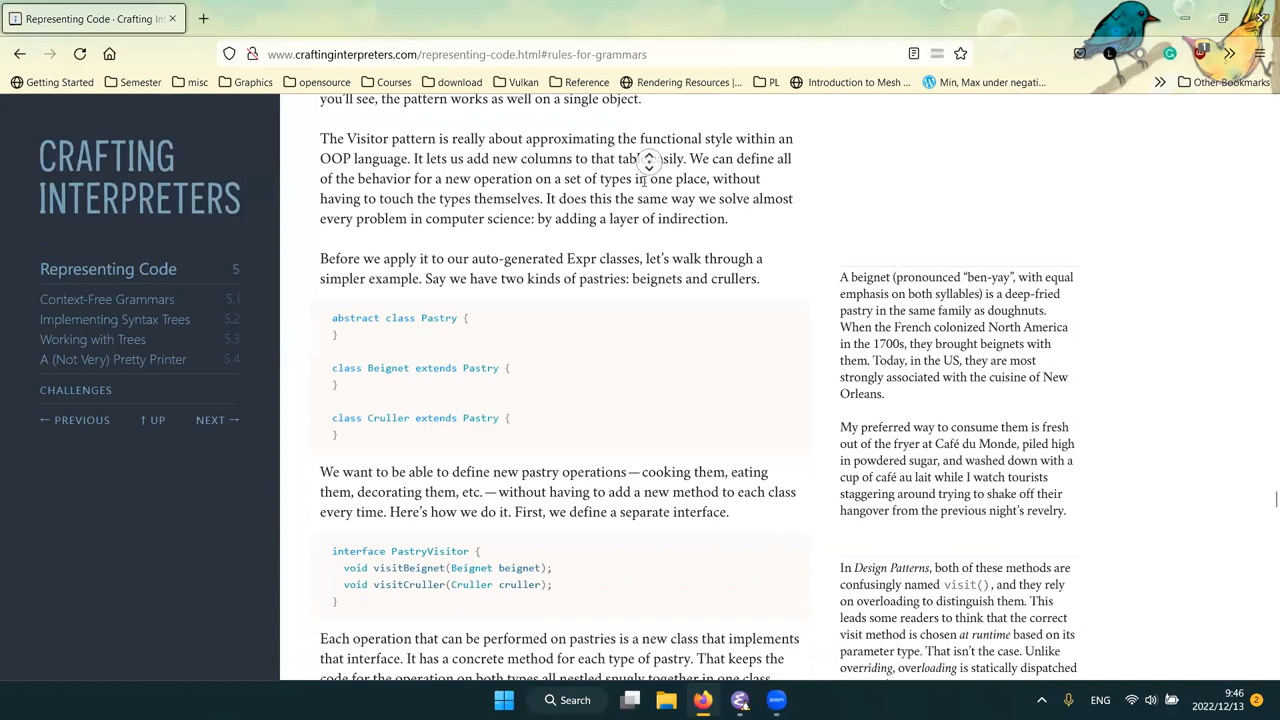 Representing Code · Crafting In
www.craftinginterpreters.com/representing-code.html#rules-for-grammars
Getting Started
Semester
misc
Graphics
opensource
Courses
download
Vulkan
Reference
Rendering Resources |...
PL
Introduction to Mesh ...
Min, Max under negati...
Other Bookmarks
CRAFTING
INTERPRETERS
Representing Code 5
Context-Free Grammars 5.1
Implementing Syntax Trees 5.2
Working with Trees 5.3
A (Not Very) Pretty Printer 5.4
CHALLENGES
← PREVIOUS ↑ UP NEXT →
you'll see, the pattern works as well on a single object.
The Visitor pattern is really about approximating the functional style within an
OOP language. It lets us add new columns to that table easily. We can define all
of the behavior for a new operation on a set of types in one place, without
having to touch the types themselves. It does this the same way we solve almost
every problem in computer science: by adding a layer of indirection.
Before we apply it to our auto-generated Expr classes, let's walk through a
simpler example. Say we have two kinds of pastries: beignets and crullers.
abstract class Pastry {
}
class Beignet extends Pastry {
}
class Cruller extends Pastry {
}
We want to be able to define new pastry operations—cooking them, eating
them, decorating them, etc.—without having to add a new method to each class
every time. Here's how we do it. First, we define a separate interface.
interface PastryVisitor {
void visitBeignet(Beignet beignet);
void visitCruller(Cruller cruller);
}
Each operation that can be performed on pastries is a new class that implements
that interface. It has a concrete method for each type of pastry. That keeps the
code for the operation on both types all nestled snugly together in one class.
A beignet (pronounced “ben-yay”, with equal
emphasis on both syllables) is a deep-fried
pastry in the same family as doughnuts.
When the French colonized North America
in the 1700s, they brought beignets with
them. Today, in the US, they are most
strongly associated with the cuisine of New
Orleans.
My preferred way to consume them is fresh
out of the fryer at Café du Monde, piled high
in powdered sugar, and washed down with a
cup of café au lait while I watch tourists
staggering around trying to shake off their
hangover from the previous night's revelry.
In Design Patterns, both of these methods are
confusingly named visit(), and they rely
on overloading to distinguish them. This
leads some readers to think that the correct
visit method is chosen at runtime based on its
parameter type. That isn't the case. Unlike
overriding, overloading is statically dispatched
Search
zoom
ENG
9:46
2022/12/13
2